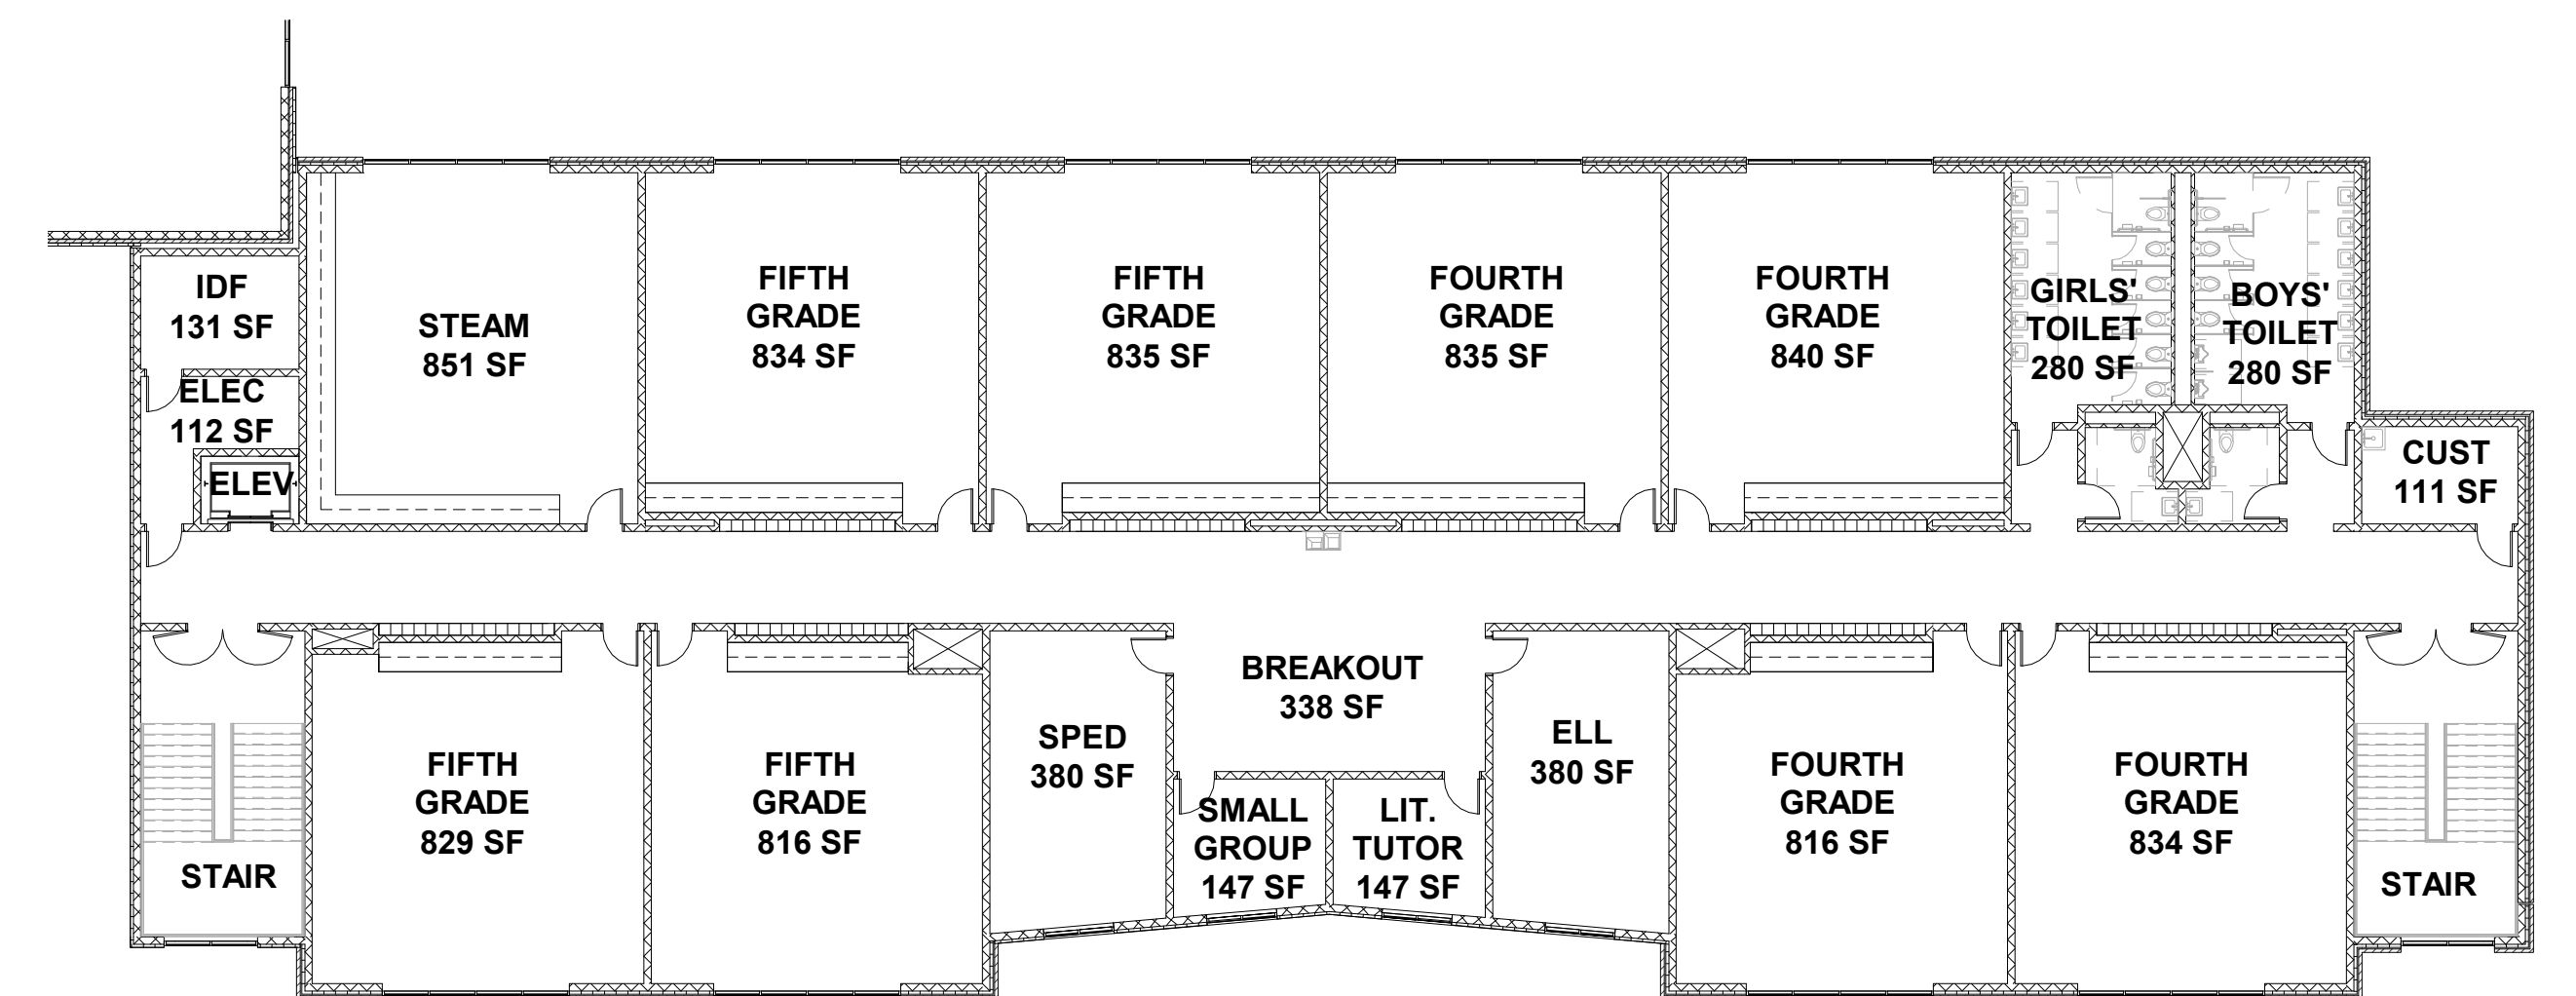 IDF
131 SF
ELEC
112 SF
ELEV
STEAM
851 SF
FIFTH
GRADE
834 SF
FIFTH
GRADE
835 SF
FOURTH
GRADE
835 SF
FOURTH
GRADE
840 SF
GIRLS'
TOILET
280 SF
BOYS'
TOILET
280 SF
CUST
111 SF
STAIR
FIFTH
GRADE
829 SF
FIFTH
GRADE
816 SF
SPED
380 SF
BREAKOUT
338 SF
SMALL
GROUP
147 SF
LIT.
TUTOR
147 SF
ELL
380 SF
FOURTH
GRADE
816 SF
FOURTH
GRADE
834 SF
STAIR